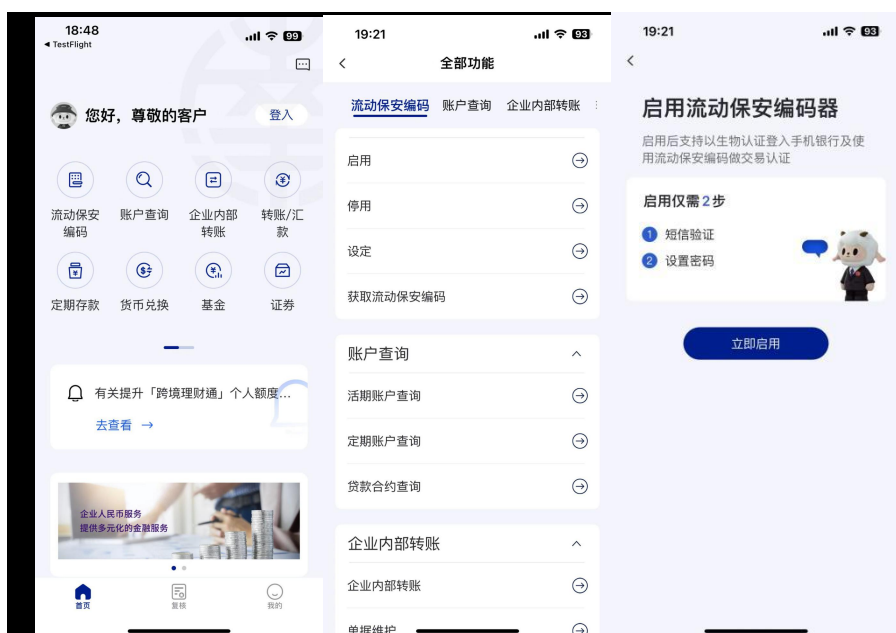 18:48
99
◀ TestFlight
您好，尊敬的客户
登入
流动保安
编码
账户查询
企业内部
转账
转账/汇
款
定期存款
货币兑换
基金
证券
有关提升「跨境理财通」个人额度...
去查看 →
企业人民币服务
提供多元化的金融服务
首页
复核
我的
19:21
93
全部功能
流动保安编码
账户查询
企业内部转账
启用
停用
设定
获取流动保安编码
账户查询
活期账户查询
定期账户查询
贷款合约查询
企业内部转账
企业内部转账
单据维护
19:21
93
启用流动保安编码器
启用后支持以生物认证登入手机银行及使
用流动保安编码做交易认证
启用仅需2步
1 短信验证
2 设置密码
立即启用